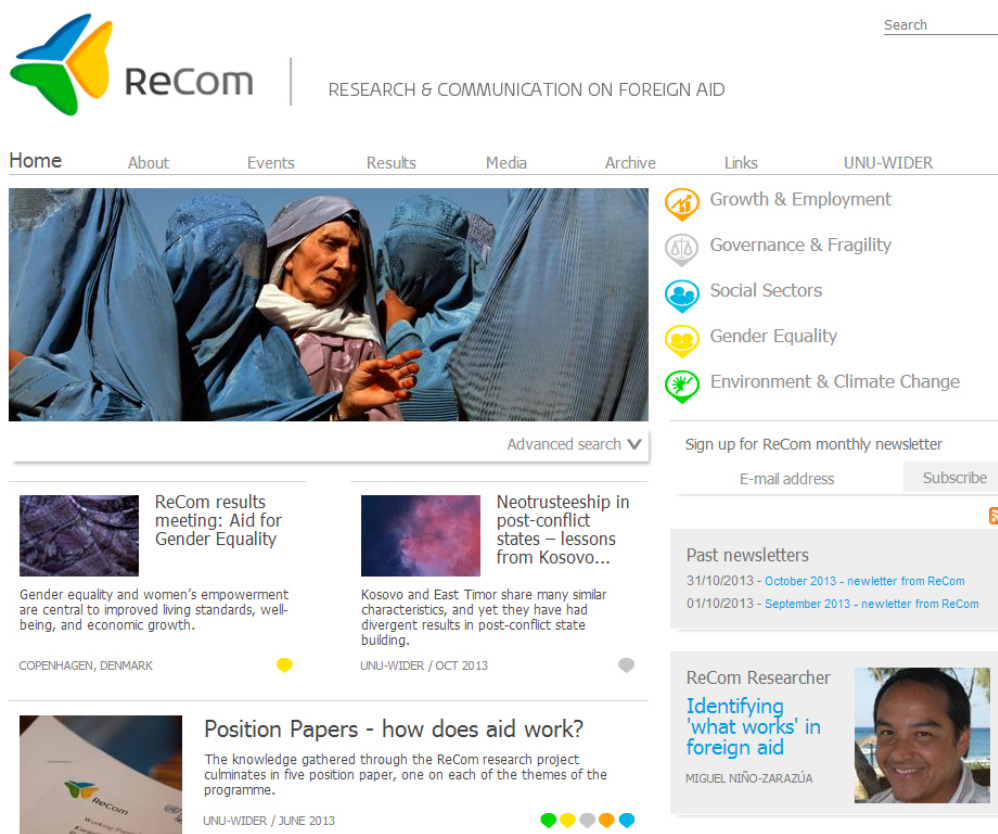 Search
ReCom
RESEARCH & COMMUNICATION ON FOREIGN AID
Home About Events Results Media Archive Links UNU-WIDER
Growth & Employment
Governance & Fragility
Social Sectors
Gender Equality
Environment & Climate Change
Advanced search
Sign up for ReCom monthly newsletter
E-mail address Subscribe
ReCom results
meeting: Aid for
Gender Equality
Gender equality and women's empowerment
are central to improved living standards, well-
being, and economic growth.
COPENHAGEN, DENMARK
Neotrusteeship in
post-conflict
states – lessons
from Kosovo...
Kosovo and East Timor share many similar
characteristics, and yet they have had
divergent results in post-conflict state
building.
UNU-WIDER / OCT 2013
Past newsletters
31/10/2013 - October 2013 - newletter from ReCom
01/10/2013 - September 2013 - newletter from ReCom
ReCom Researcher
Identifying
'what works' in
foreign aid
MIGUEL NIÑO-ZARAZÚA
ReCom
Position Papers - how does aid work?
The knowledge gathered through the ReCom research project
culminates in five position paper, one on each of the themes of the
programme.
UNU-WIDER / JUNE 2013